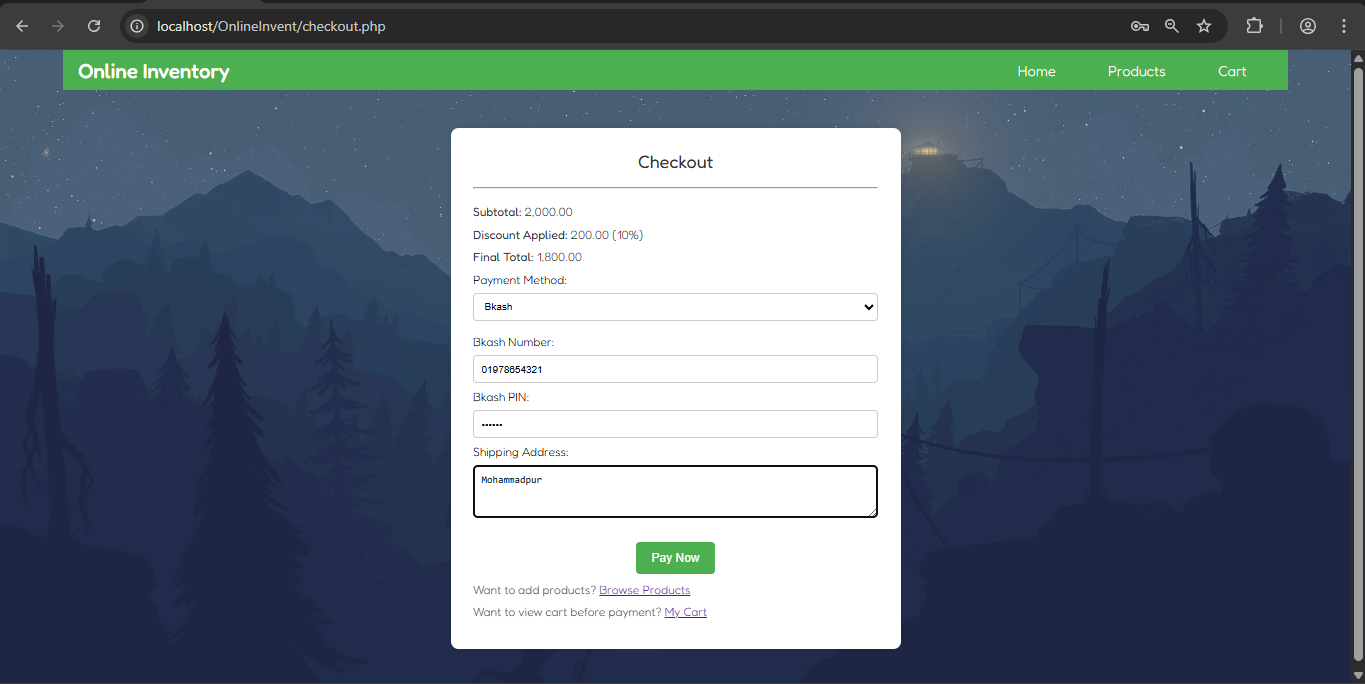 localhost/OnlineInvent/checkout.php
Online Inventory Home Products Cart
Checkout
Subtotal: 2,000.00
Discount Applied: 200.00 (10%)
Final Total: 1,800.00
Payment Method:
Bkash
Bkash Number:
01978654321
Bkash PIN:
••••••
Shipping Address:
Mohammadpur
Pay Now
Want to add products? Browse Products
Want to view cart before payment? My Cart